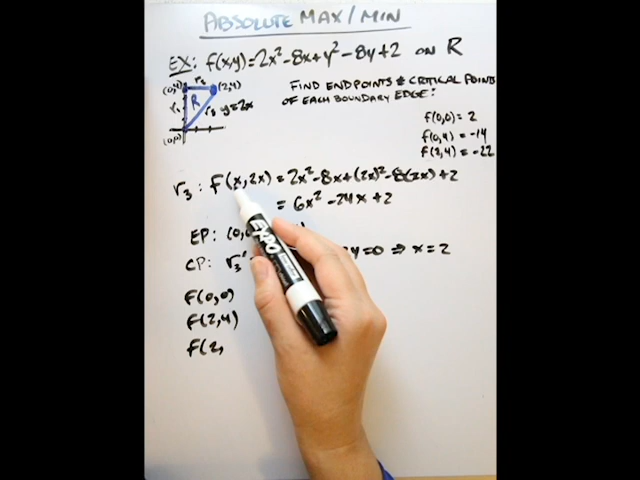 ABSOLUTE MAX/MIN
EX: f(x,y)=2x²-8x+y²-8y+2 on R
(0,4) r₂ (2,4)
r₁ R r₃ y=2x
(0,0)
FIND ENDPOINTS & CRITICAL POINTS
OF EACH BOUNDARY EDGE:
f(0,0)= 2
f(0,4)= -14
f(2,4)= -22
r₃: f(x,2x) = 2x²-8x+(2x)²-8(2x)+2
= 6x²-24x+2
EP: (0,
CP: r₃' =0 ⇒ x=2
f(0,0)
f(2,4)
f(2,
EXPO